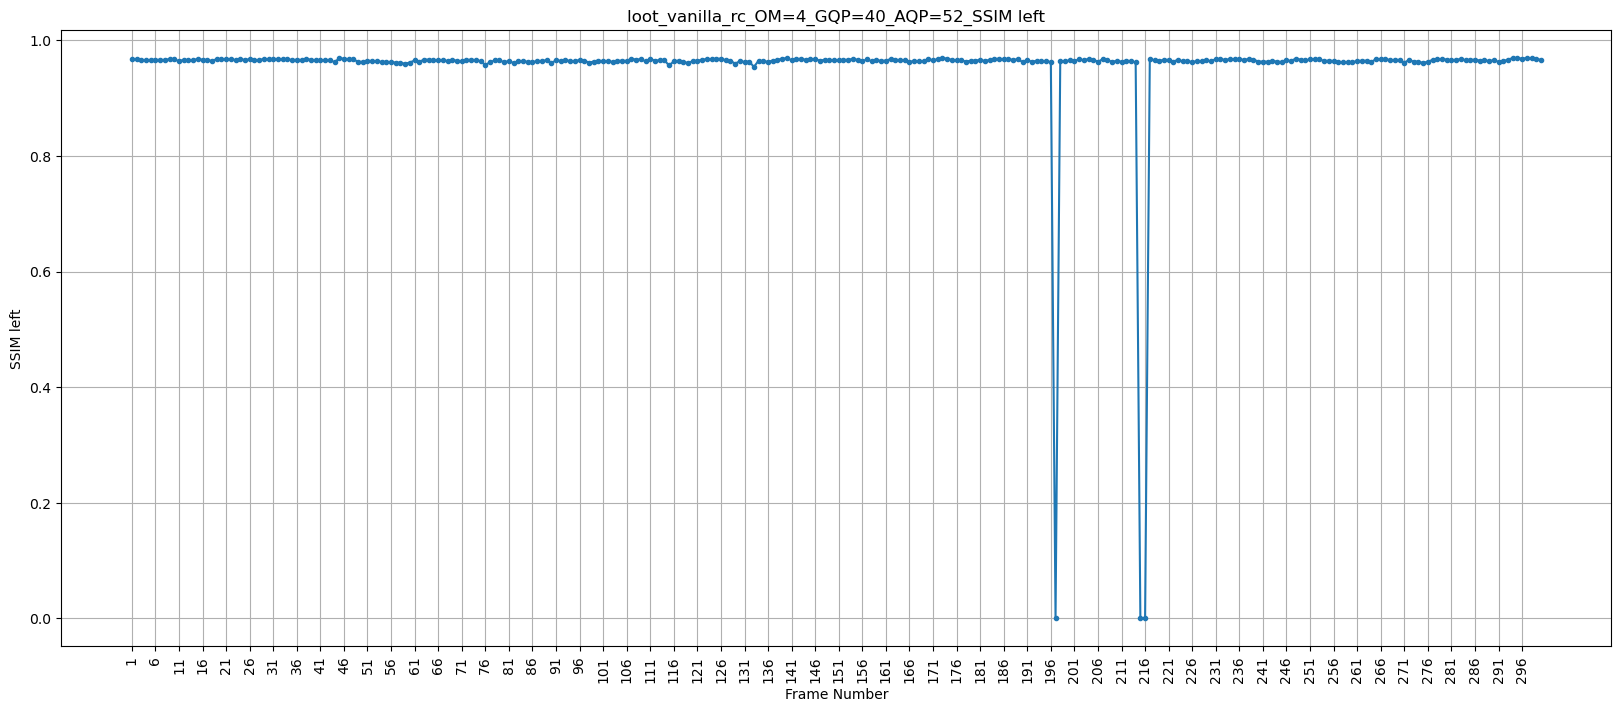 loot_vanilla_rc_OM=4_GQP=40_AQP=52_SSIM left
1.0
0.8
0.6
0.4
0.2
0.0
SSIM left
1 6 11 16 21 26 31 36 41 46 51 56 61 66 71 76 81 86 91 96 101 106 111 116 121 126 131 136 141 146 151 156 161 166 171 176 181 186 191 196 201 206 211 216 221 226 231 236 241 246 251 256 261 266 271 276 281 286 291 296
Frame Number